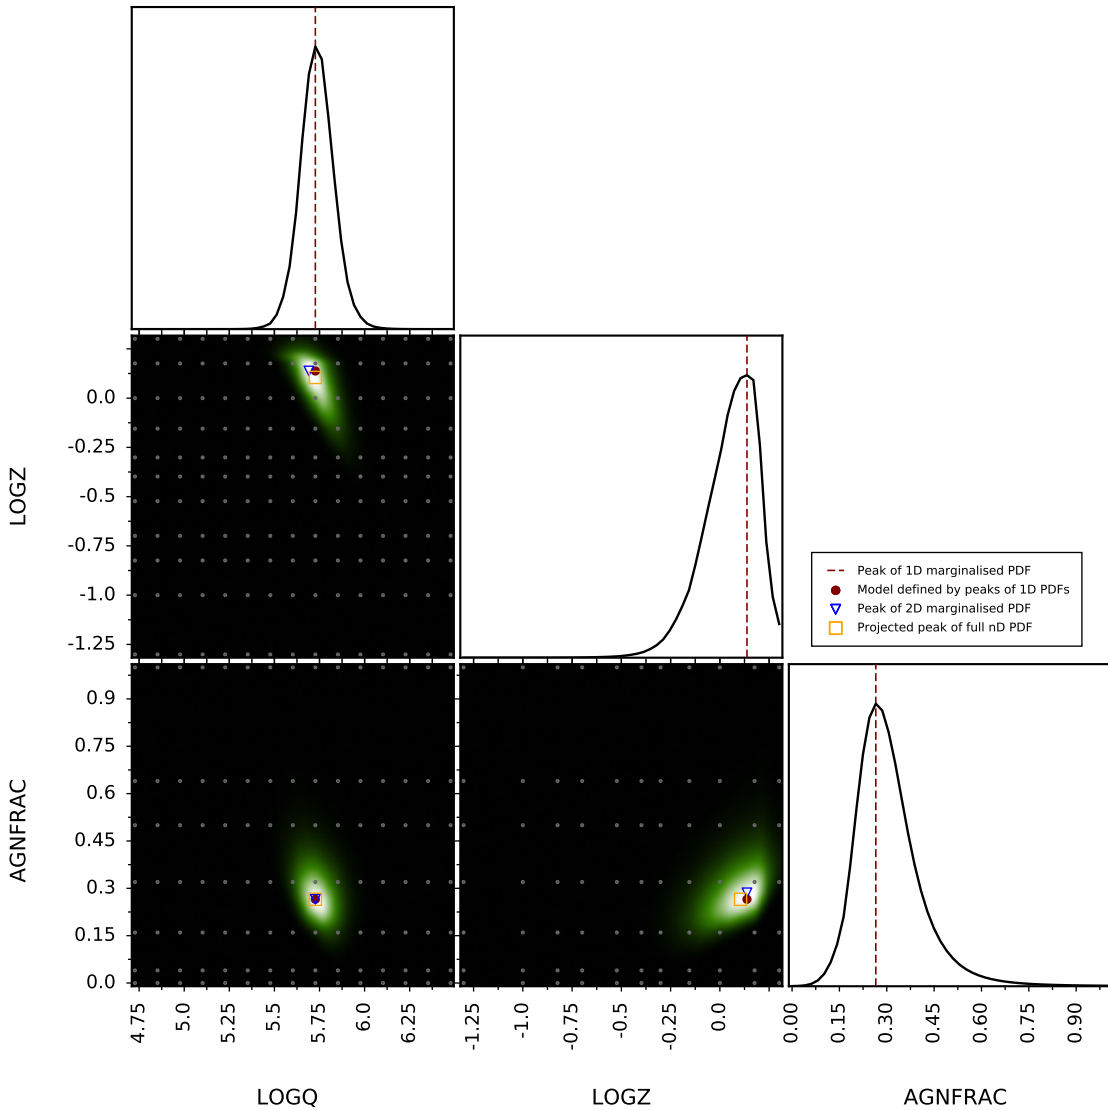 LOGZ
0.0
-0.25
-0.5
-0.75
-1.0
-1.25
Peak of 1D marginalised PDF
Model defined by peaks of 1D PDFs
Peak of 2D marginalised PDF
Projected peak of full nD PDF
AGNFRAC
0.9
0.75
0.6
0.45
0.3
0.15
0.0
4.75 5.0 5.25 5.5 5.75 6.0 6.25 -1.25 -1.0 -0.75 -0.5 -0.25 0.0 0.00 0.15 0.30 0.45 0.60 0.75 0.90
LOGQ LOGZ AGNFRAC